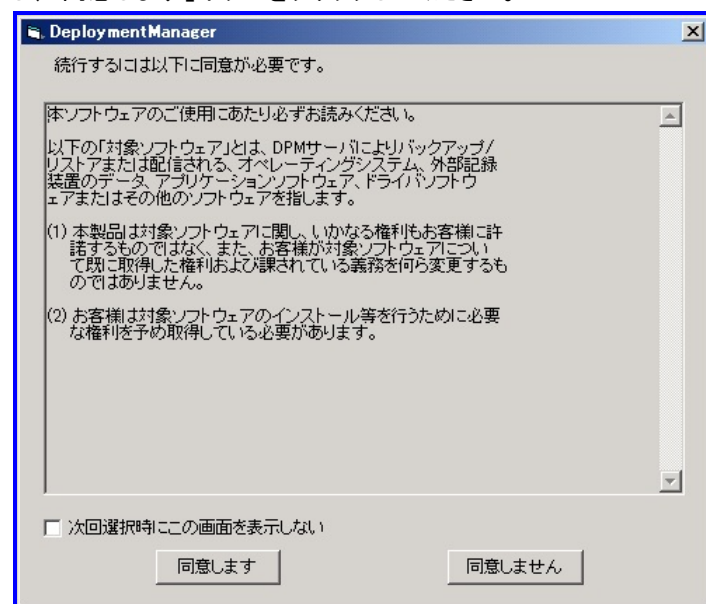 DeploymentManager
続行するには以下に同意が必要です。
本ソフトウェアのご使用にあたり必ずお読みください。
以下の「対象ソフトウェア」とは、DPMサーバによりバックアップ/
リストアまたは配信される、オペレーティングシステム、外部記録
装置のデータ、アプリケーションソフトウェア、ドライバソフトウ
ェアまたはその他のソフトウェアを指します。
(1) 本製品は対象ソフトウェアに関し、いかなる権利もお客様に許
諾するものではなく、また、お客様が対象ソフトウェアについ
て既に取得した権利および課されている義務を何ら変更するも
のではありません。
(2) お客様は対象ソフトウェアのインストール等を行うために必要
な権利を予め取得している必要があります。
次回選択時にこの画面を表示しない
同意します
同意しません